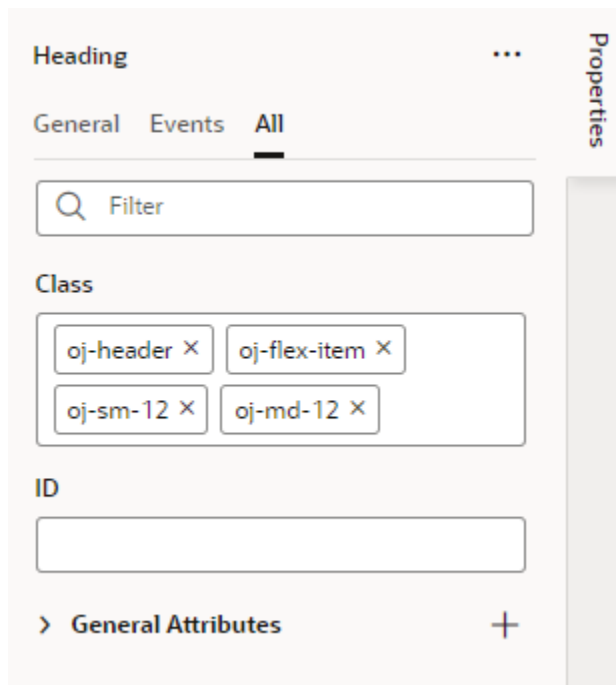 Heading
General Events All
Filter
Class
oj-header × oj-flex-item ×
oj-sm-12 × oj-md-12 ×
ID
General Attributes
Properties